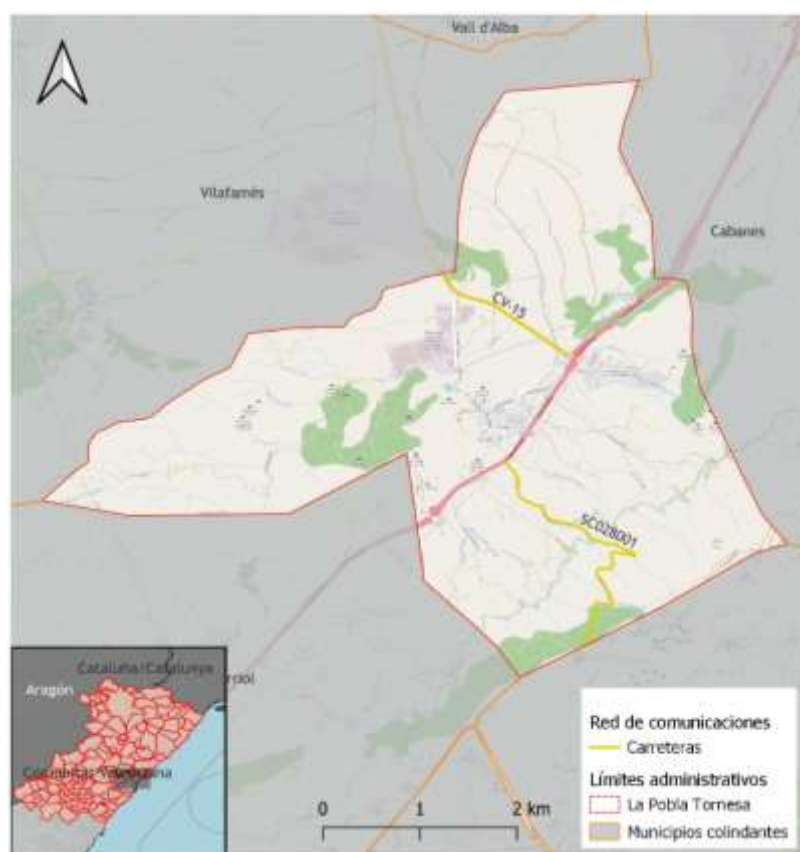 Vall d'Alba
Vilafamés
Cabanes
CV-15
SC028001
Cataluña/Catalunya
Aragón
0 1 2 km
Red de comunicaciones
Carreteras
Límites administrativos
La Pobla Tornesa
Municipios colindantes